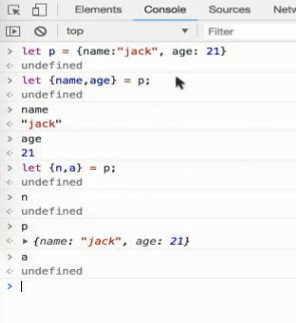 Elements Console Sources
top Filter
> let p = {name:"jack", age: 21}
< undefined
> let {name,age} = p;
< undefined
> name
< "jack"
> age
< 21
> let {n,a} = p;
< undefined
> n
< undefined
> p
< ▶ {name: "jack", age: 21}
> a
< undefined
>